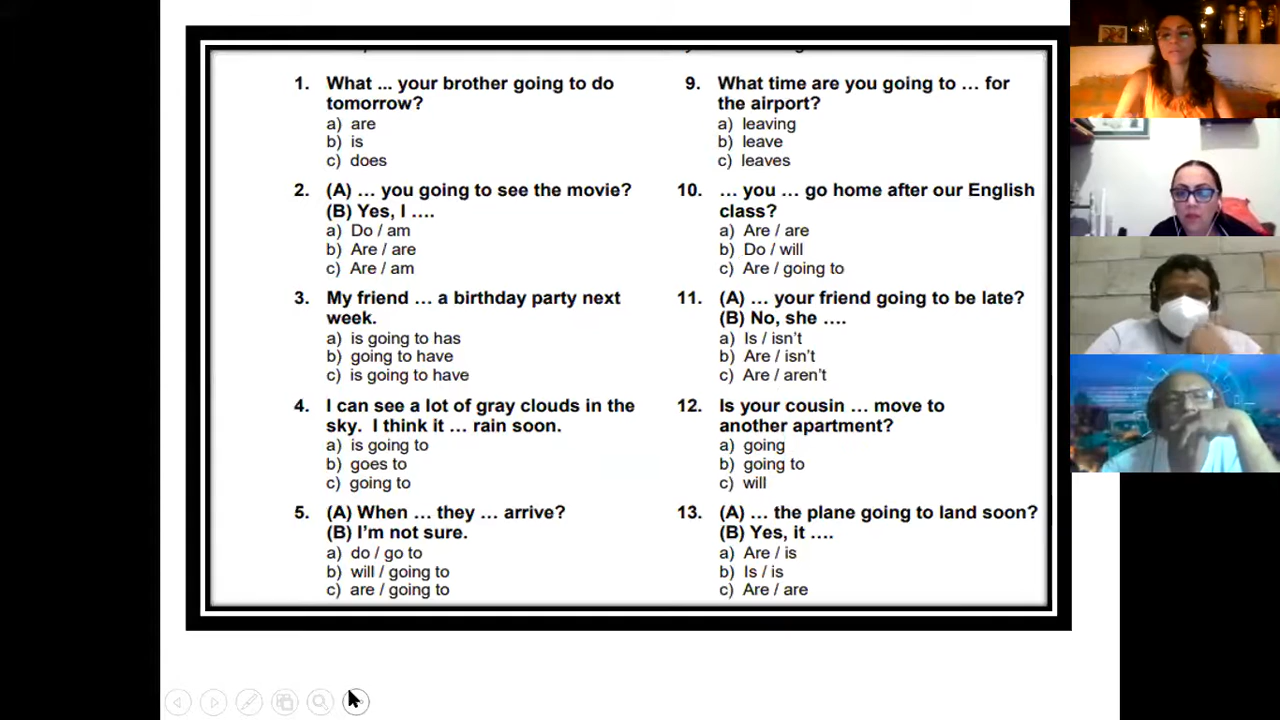 1. What ... your brother going to do
tomorrow?
a) are
b) is
c) does
2. (A) … you going to see the movie?
(B) Yes, I ….
a) Do / am
b) Are / are
c) Are / am
3. My friend … a birthday party next
week.
a) is going to has
b) going to have
c) is going to have
4. I can see a lot of gray clouds in the
sky. I think it … rain soon.
a) is going to
b) goes to
c) going to
5. (A) When … they … arrive?
(B) I’m not sure.
a) do / go to
b) will / going to
c) are / going to
9. What time are you going to … for
the airport?
a) leaving
b) leave
c) leaves
10. … you … go home after our English
class?
a) Are / are
b) Do / will
c) Are / going to
11. (A) … your friend going to be late?
(B) No, she ….
a) Is / isn’t
b) Are / isn’t
c) Are / aren’t
12. Is your cousin … move to
another apartment?
a) going
b) going to
c) will
13. (A) … the plane going to land soon?
(B) Yes, it ….
a) Are / is
b) Is / is
c) Are / are